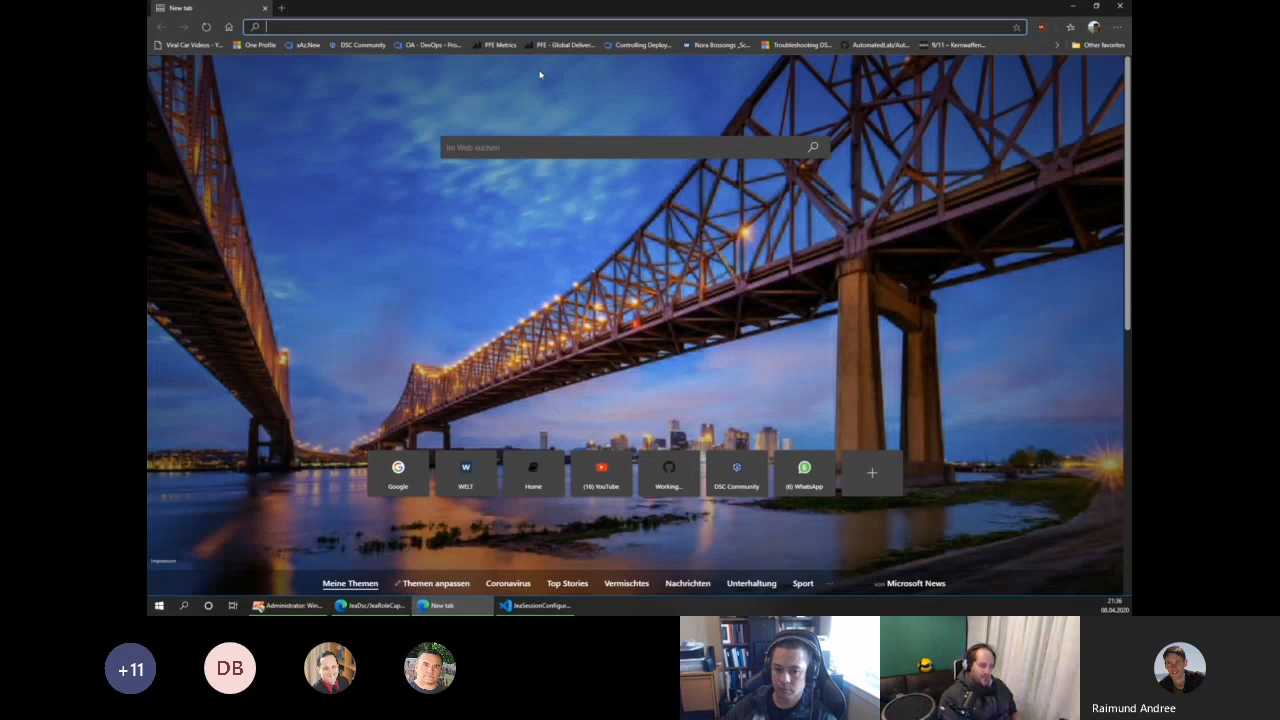 New tab
Viral Car Videos - Y... One Profile xAz.New DSC Community OA - DevOps - Pro... PFE Metrics PFE - Global Deliver... Controlling Deploy... Nora Bossongs „Sc... Troubleshooting DS... AutomatedLab/Aut... 9/11 – Kernwaffen... Other favorites
Im Web suchen
Google WELT Home (16) YouTube Working... DSC Community (6) WhatsApp
Impressum
Meine Themen Themen anpassen Coronavirus Top Stories Vermischtes Nachrichten Unterhaltung Sport ... von Microsoft News
Administrator: Win... JeaDsc/JeaRoleCap... New tab JeaSessionConfigur...
21:36
08.04.2020
+11 DB
Raimund Andree